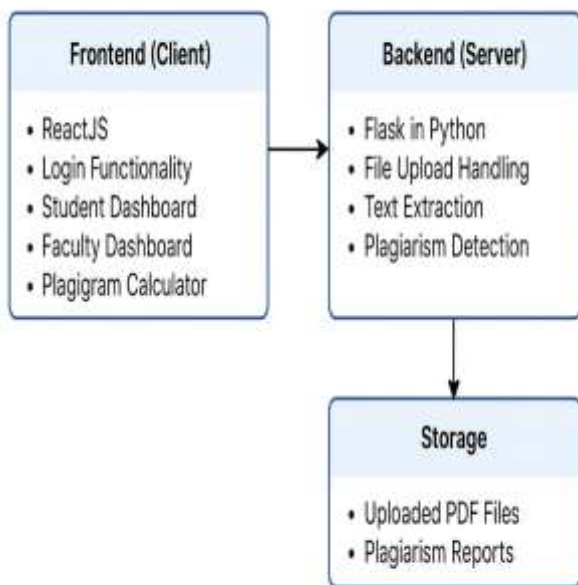 Frontend (Client)
• ReactJS
• Login Functionality
• Student Dashboard
• Faculty Dashboard
• Plagigram Calculator
Backend (Server)
• Flask in Python
• File Upload Handling
• Text Extraction
• Plagiarism Detection
Storage
• Uploaded PDF Files
• Plagiarism Reports